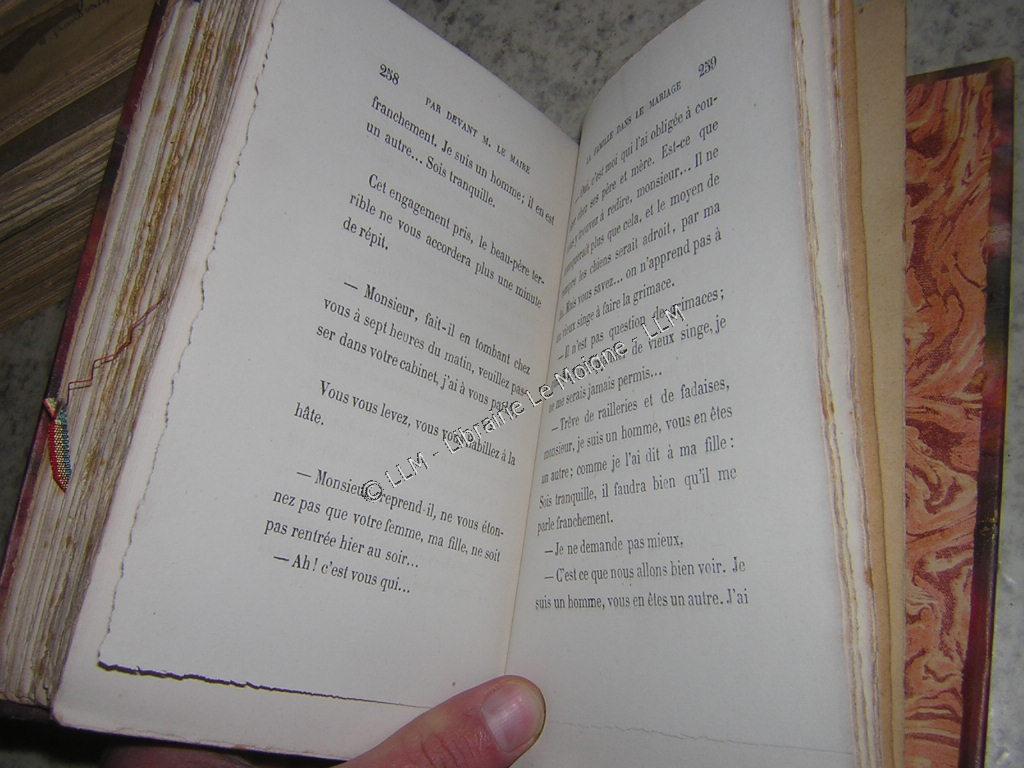 258
PAR DEVANT M. LE MAIRE
franchement. Je suis un homme; il en est
un autre... Sois tranquille.
Cet engagement pris, le beau-père ter-
rible ne vous accordera plus une minute
de répit.
— Monsieur, fait-il en tombant chez
vous à sept heures du matin, veuillez pas-
ser dans votre cabinet, j'ai à vous parler.
Vous vous levez, vous vous habillez à la
hâte.
— Monsieur, reprend-il, ne vous éton-
nez pas que votre femme, ma fille, ne soit
pas rentrée hier au soir...
— Ah! c'est vous qui...
LA FAMILLE DANS LE MARIAGE
259
— Oui, c'est moi qui l'ai obligée à cou-
cher chez ses père et mère. Est-ce que
vous y trouvez à redire, monsieur... Il ne
manquerait plus que cela, et le moyen de
rompre les chiens serait adroit, par ma
foi. Mais vous savez... on n'apprend pas à
un vieux singe à faire la grimace.
— Il n'est pas question de grimaces;
de vieux singe, je
ne me serais jamais permis...
— Trêve de railleries et de fadaises,
monsieur, je suis un homme, vous en êtes
un autre; comme je l'ai dit à ma fille:
Sois tranquille, il faudra bien qu'il me
parle franchement.
— Je ne demande pas mieux.
— C'est ce que nous allons bien voir. Je
suis un homme, vous en êtes un autre. J'ai
© LLM - Librairie Le Moigne - LLM